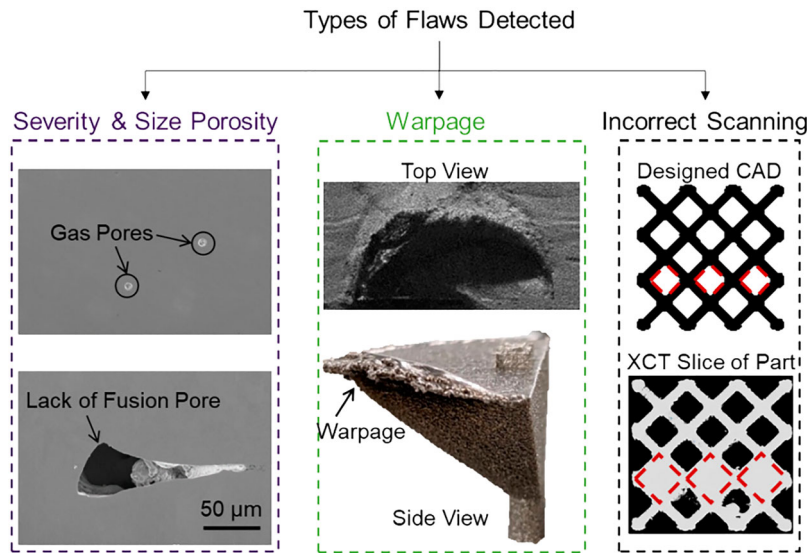 Types of Flaws Detected
Severity & Size Porosity
Gas Pores
Lack of Fusion Pore
50 µm
Warpage
Top View
Warpage
Side View
Incorrect Scanning
Designed CAD
XCT Slice of Part